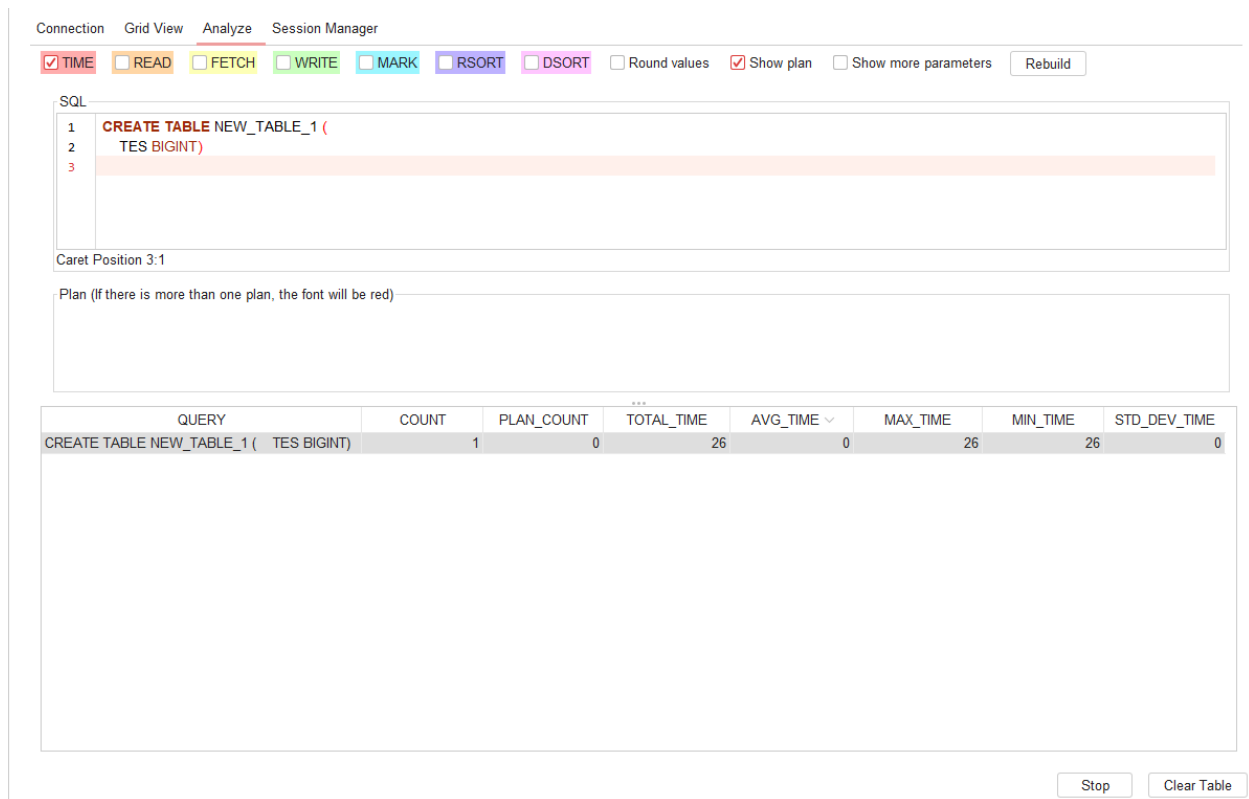 Connection Grid View Analyze Session Manager
TIME READ FETCH WRITE MARK RSORT DSORT Round values Show plan Show more parameters Rebuild
SQL
1 CREATE TABLE NEW_TABLE_1 (
2 TES BIGINT)
3
Caret Position 3:1
Plan (If there is more than one plan, the font will be red)
QUERY COUNT PLAN_COUNT TOTAL_TIME AVG_TIME MAX_TIME MIN_TIME STD_DEV_TIME
CREATE TABLE NEW_TABLE_1 ( TES BIGINT) 1 0 26 0 26 26 0
Stop Clear Table